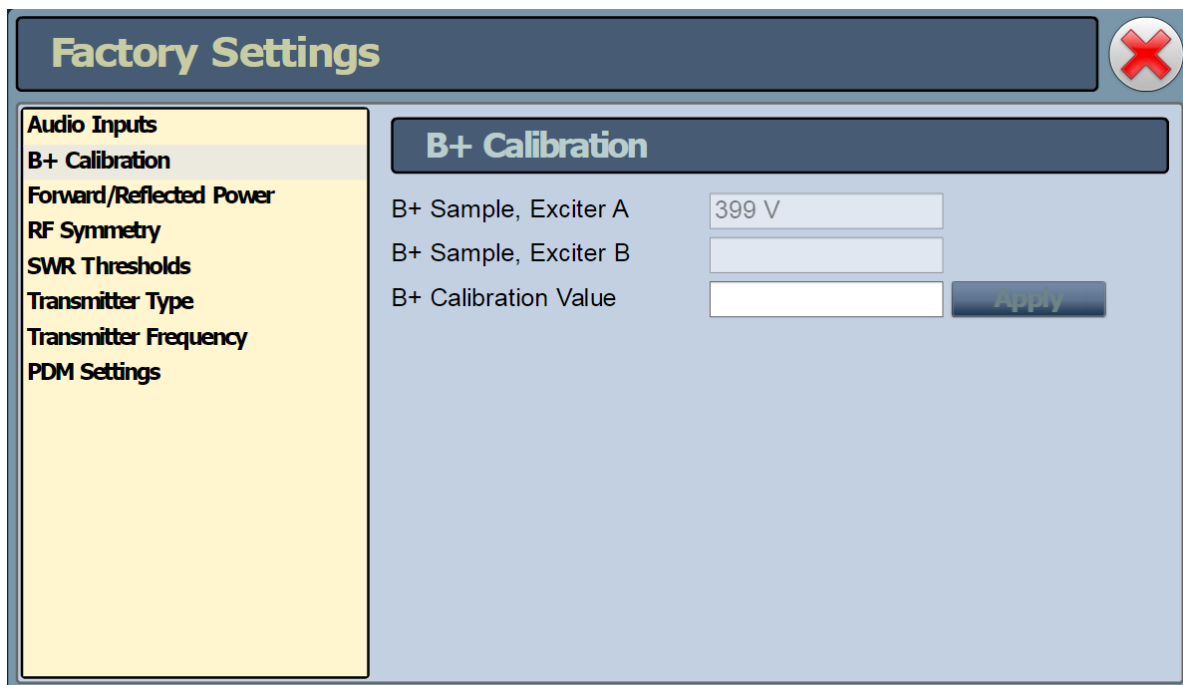 Factory Settings
Audio Inputs
B+ Calibration
Forward/Reflected Power
RF Symmetry
SWR Thresholds
Transmitter Type
Transmitter Frequency
PDM Settings
B+ Calibration
B+ Sample, Exciter A 399 V
B+ Sample, Exciter B
B+ Calibration Value Apply